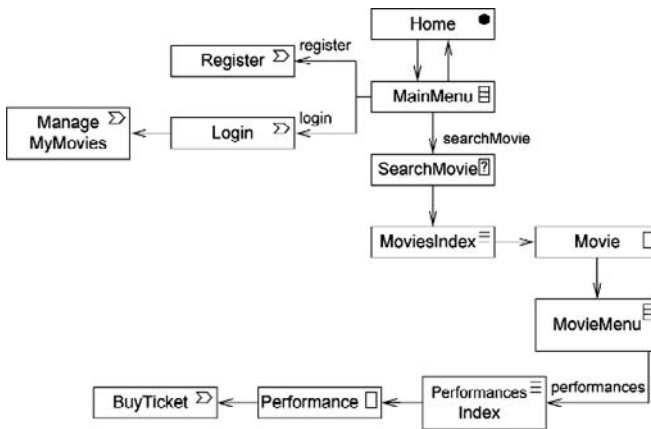 Home
register
Register
MainMenu
login
Manage
MyMovies
Login
searchMovie
SearchMovie
?
MoviesIndex
Movie
MovieMenu
performances
BuyTicket
Performance
Performances
Index